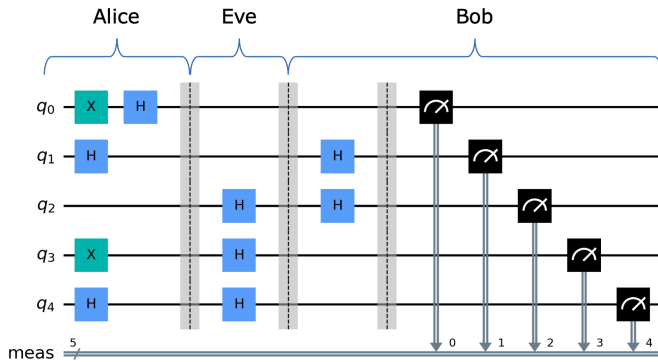 Alice Eve Bob
q0 X H
q1 H H
q2 H H
q3 X H
q4 H H
meas 5 0 1 2 3 4